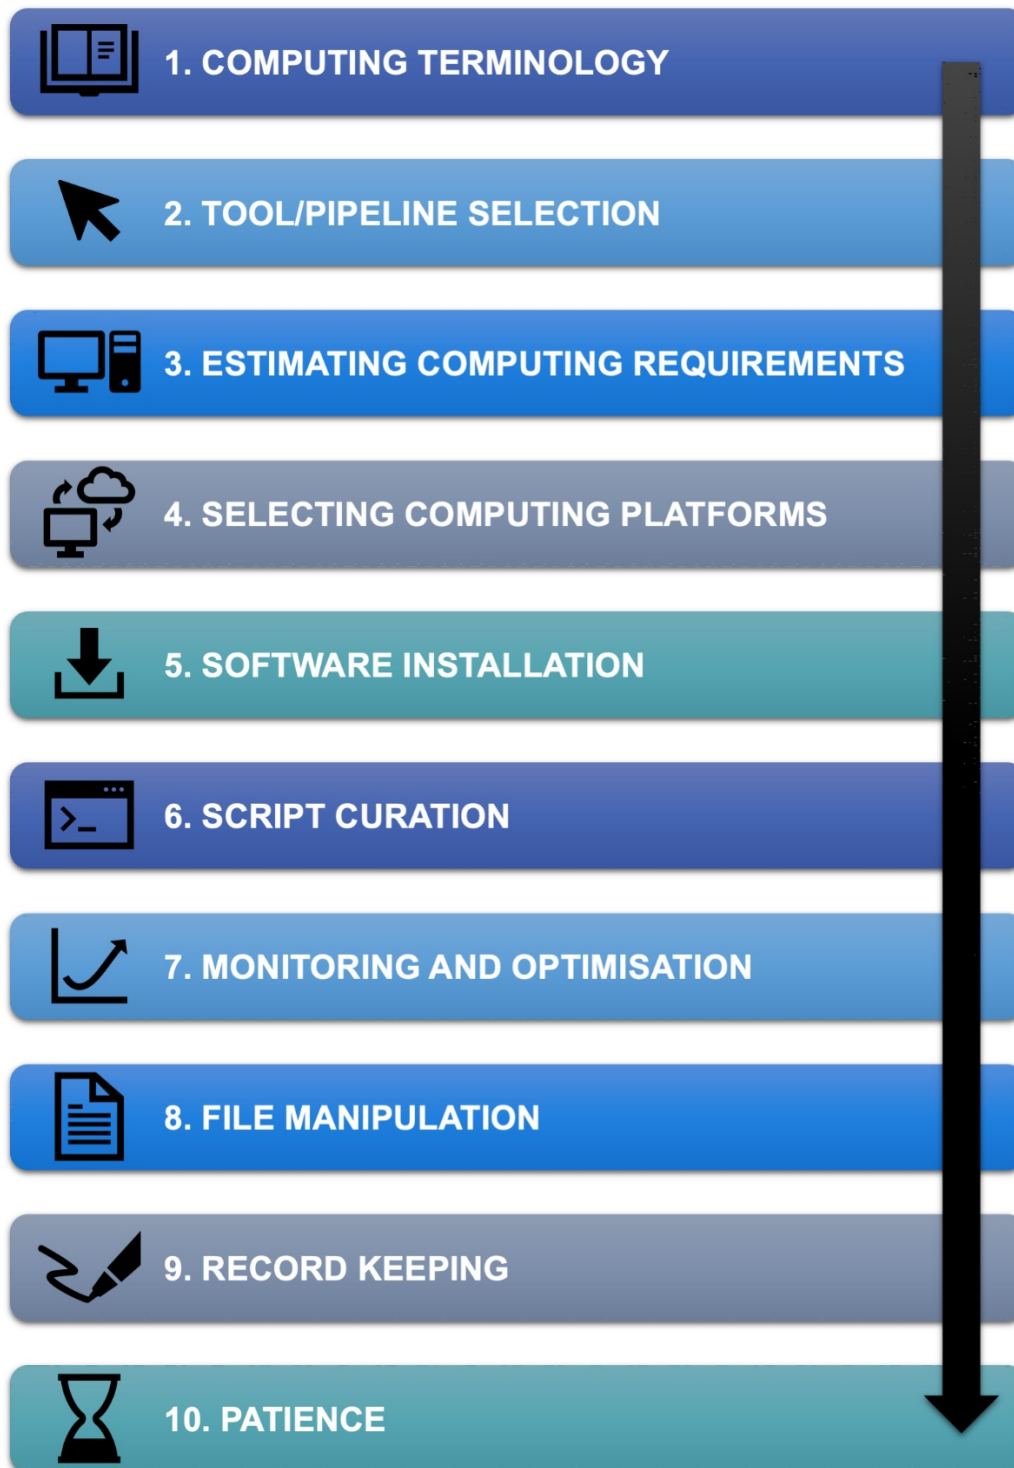 1. COMPUTING TERMINOLOGY
2. TOOL/PIPELINE SELECTION
3. ESTIMATING COMPUTING REQUIREMENTS
4. SELECTING COMPUTING PLATFORMS
5. SOFTWARE INSTALLATION
6. SCRIPT CURATION
7. MONITORING AND OPTIMISATION
8. FILE MANIPULATION
9. RECORD KEEPING
10. PATIENCE